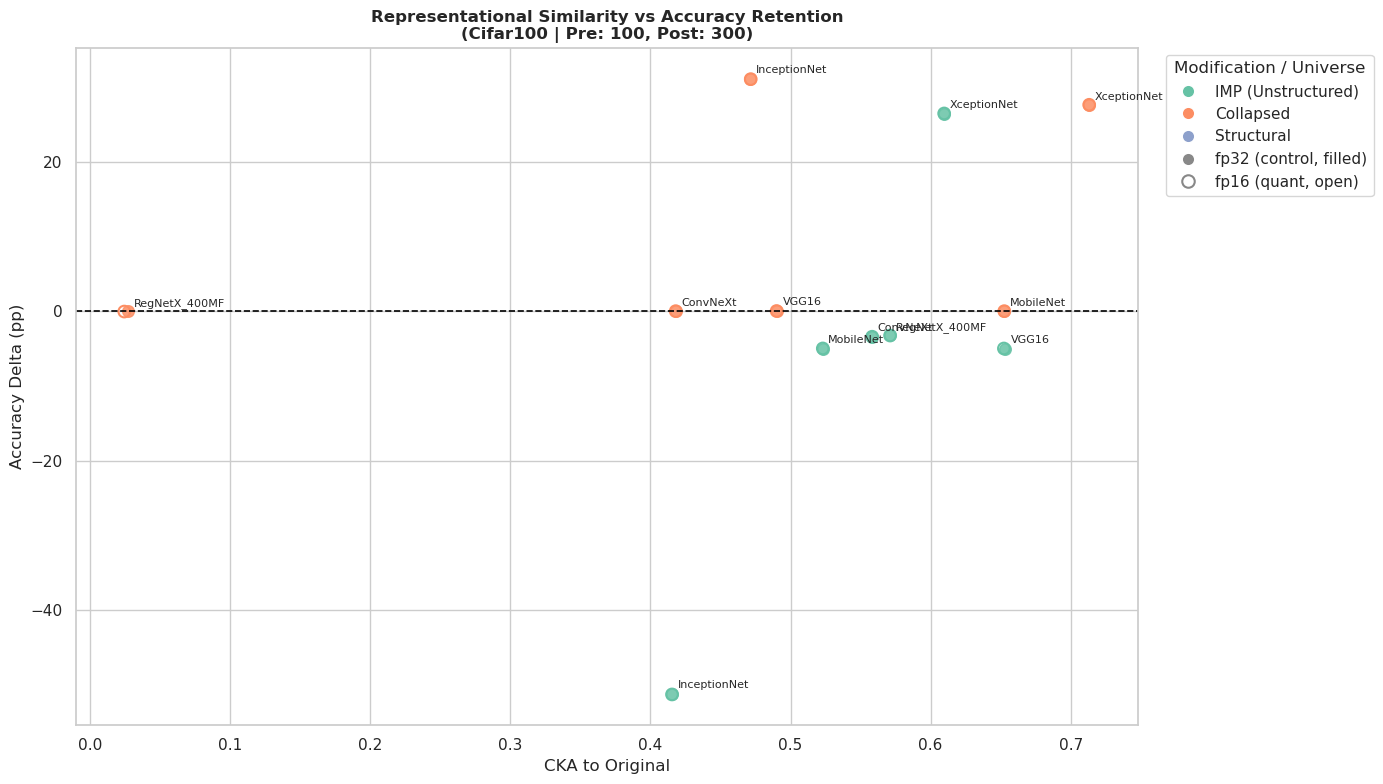 Representational Similarity vs Accuracy Retention
(Cifar100 | Pre: 100, Post: 300)
InceptionNet
XceptionNet
XceptionNet
RegNetX_400MF
ConvNeXt
VGG16
MobileNet
ConvNeXt
RegNetX_400MF
MobileNet
VGG16
InceptionNet
20
0
−20
−40
Accuracy Delta (pp)
0.0
0.1
0.2
0.3
0.4
0.5
0.6
0.7
CKA to Original
Modification / Universe
IMP (Unstructured)
Collapsed
Structural
fp32 (control, filled)
fp16 (quant, open)